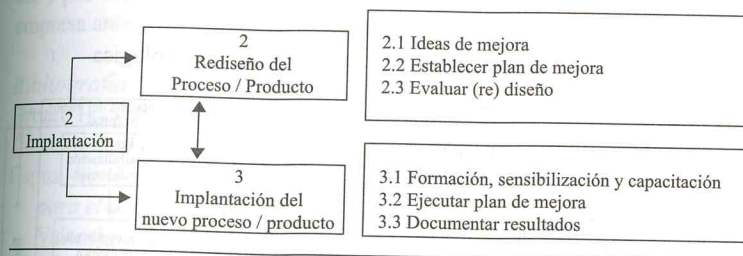 2
Rediseño del
Proceso / Producto
2.1 Ideas de mejora
2.2 Establecer plan de mejora
2.3 Evaluar (re) diseño
2
Implantación
3
Implantación del
nuevo proceso / producto
3.1 Formación, sensibilización y capacitación
3.2 Ejecutar plan de mejora
3.3 Documentar resultados